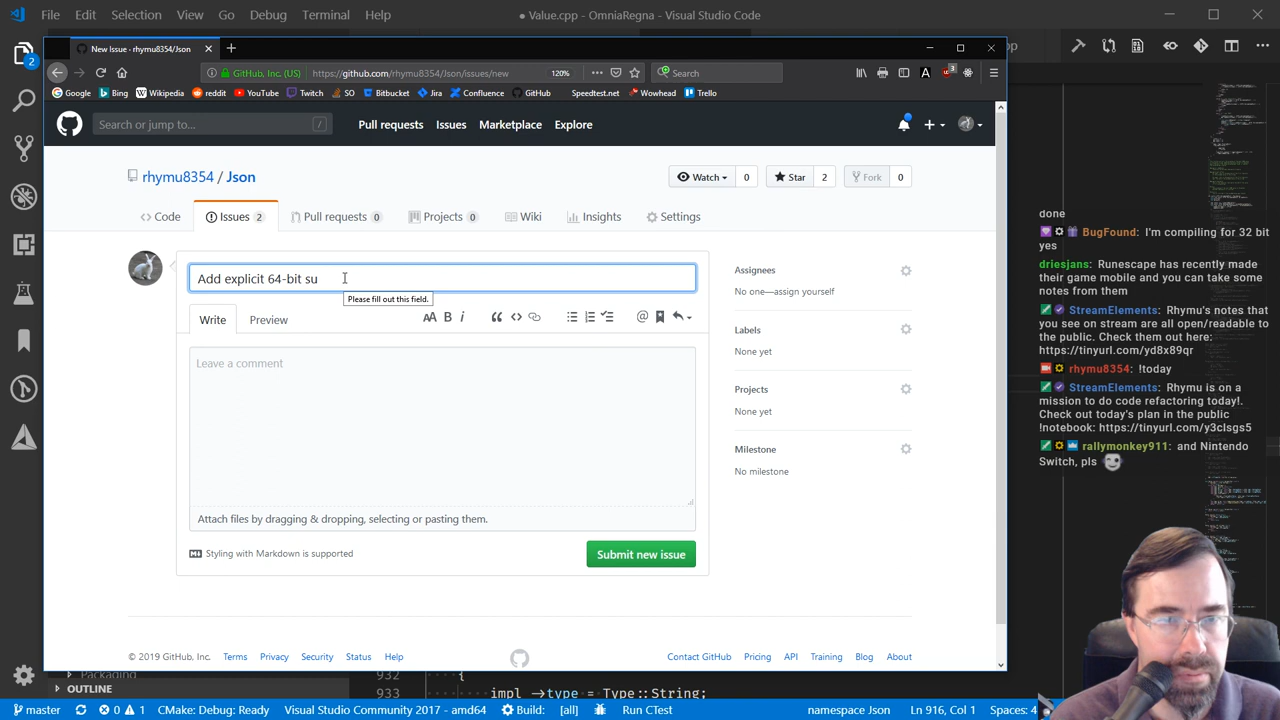 File Edit Selection View Go Debug Terminal Help
● Value.cpp - OmniaRegna - Visual Studio Code
New Issue · rhymu8354/Json
GitHub, Inc. (US)
https://github.com/rhymu8354/Json/issues/new
120%
Search
Google Bing Wikipedia reddit YouTube Twitch SO Bitbucket Jira Confluence GitHub Speedtest.net Wowhead Trello
Search or jump to...
/
Pull requests Issues Marketplace Explore
rhymu8354 / Json
Watch 0 Star 2 Fork 0
Code Issues 2 Pull requests 0 Projects 0 Wiki Insights Settings
Add explicit 64-bit su
Please fill out this field.
Write Preview
Leave a comment
Attach files by dragging & dropping, selecting or pasting them.
Styling with Markdown is supported
Submit new issue
Assignees
No one—assign yourself
Labels
None yet
Projects
None yet
Milestone
No milestone
© 2019 GitHub, Inc. Terms Privacy Security Status Help
Contact GitHub Pricing API Training Blog About
done
BugFound: I'm compiling for 32 bit
yes
driesjans: Runescape has recently made
their game mobile and you can take some
notes from them
StreamElements: Rhymu's notes that
you see on stream are all open/readable to
the public. Check them out here:
https://tinyurl.com/yd8x89qr
rhymu8354: !today
StreamElements: Rhymu is on a
mission to do code refactoring today!.
Check out today's plan in the public
!notebook: https://tinyurl.com/y3clsgs5
rallymonkey911: and Nintendo
Switch, pls
Packaging
OUTLINE
932 {
933 impl_->type = Type::String;
master 0 1 CMake: Debug: Ready Visual Studio Community 2017 - amd64 Build: [all] Run CTest namespace Json Ln 916, Col 1 Spaces: 4